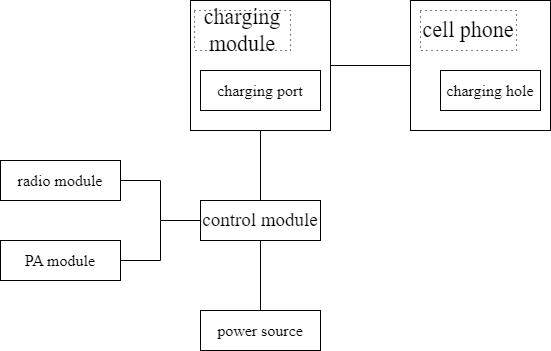 charging
module
cell phone
charging port
charging hole
radio module
control module
PA module
power source